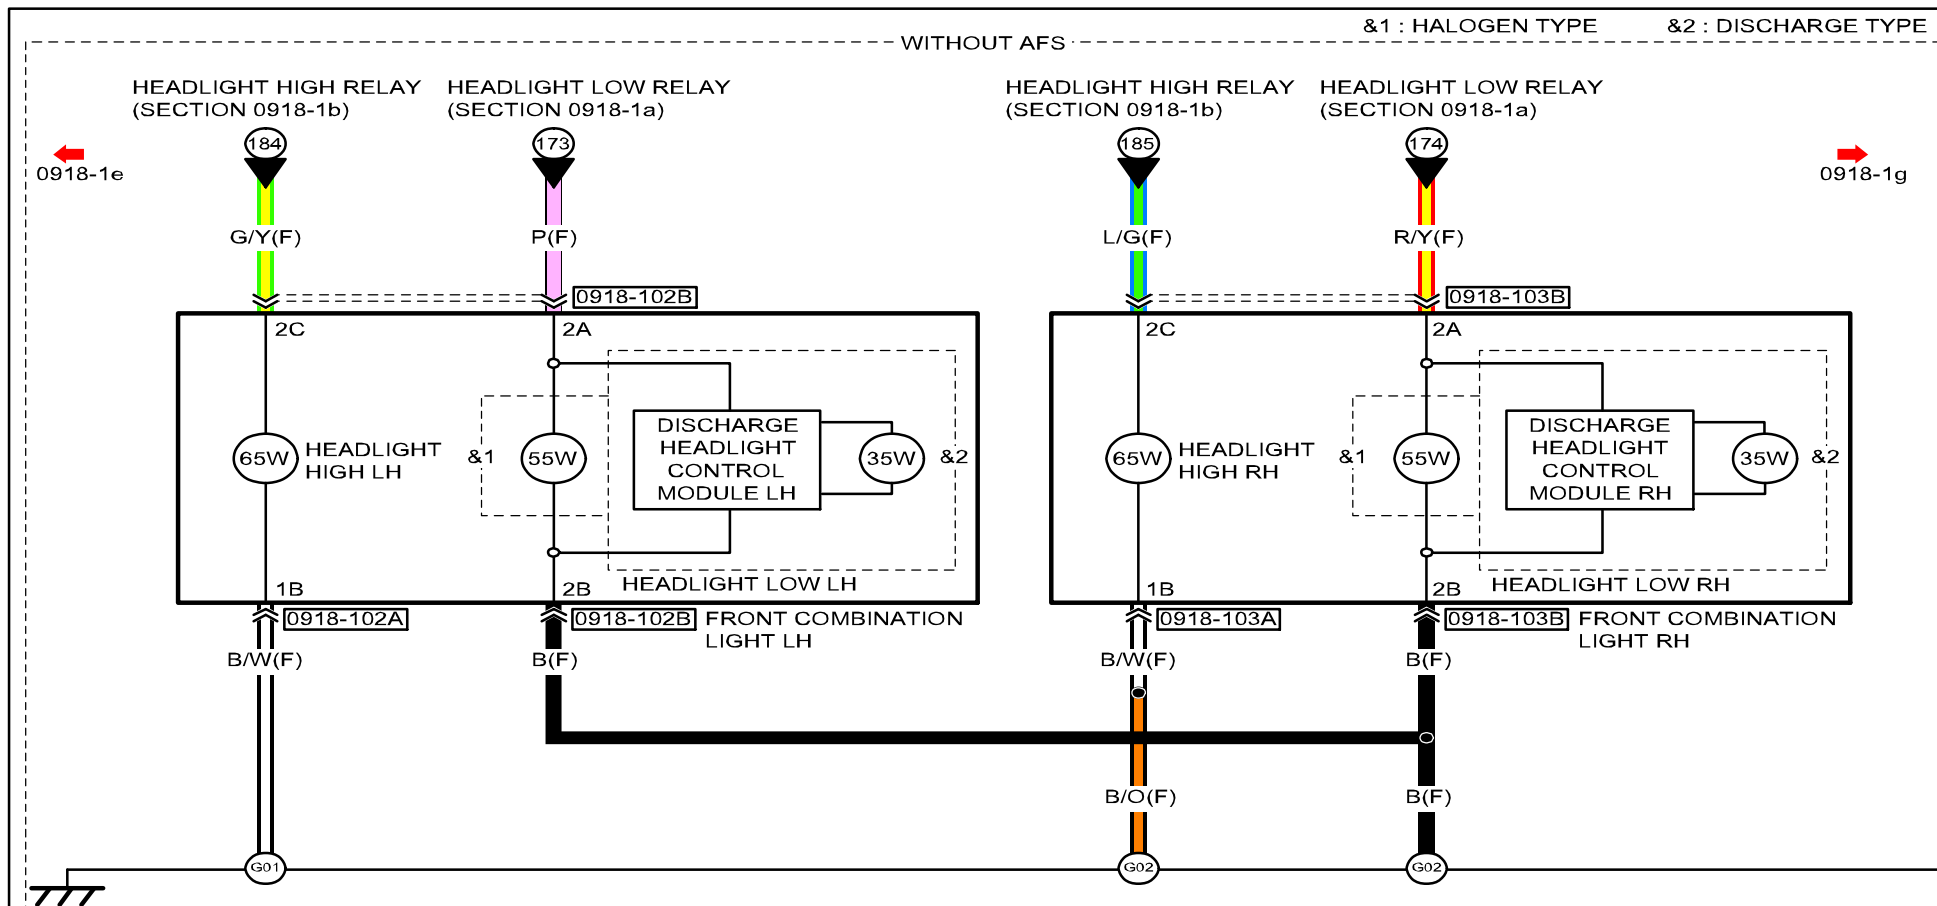 &1 : HALOGEN TYPE &2 : DISCHARGE TYPE
WITHOUT AFS
HEADLIGHT HIGH RELAY
(SECTION 0918-1b)
HEADLIGHT LOW RELAY
(SECTION 0918-1a)
HEADLIGHT HIGH RELAY
(SECTION 0918-1b)
HEADLIGHT LOW RELAY
(SECTION 0918-1a)
184
173
185
174
0918-1e
0918-1g
G/Y(F)
P(F)
L/G(F)
R/Y(F)
0918-102B
0918-103B
2C
2A
2C
2A
65W
HEADLIGHT
HIGH LH
&1
55W
DISCHARGE
HEADLIGHT
CONTROL
MODULE LH
35W
&2
65W
HEADLIGHT
HIGH RH
&1
55W
DISCHARGE
HEADLIGHT
CONTROL
MODULE RH
35W
&2
1B
2B
HEADLIGHT LOW LH
1B
2B
HEADLIGHT LOW RH
0918-102A
0918-102B
FRONT COMBINATION
LIGHT LH
0918-103A
0918-103B
FRONT COMBINATION
LIGHT RH
B/W(F)
B(F)
B/W(F)
B(F)
B/O(F)
B(F)
G01
G02
G02